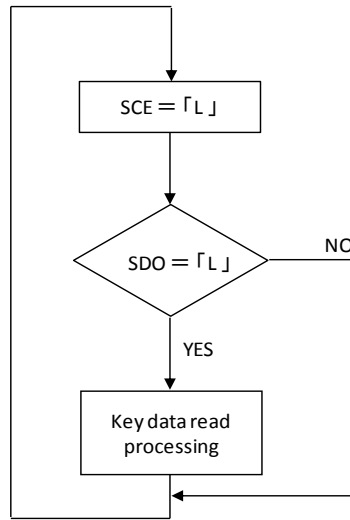 SCE ＝「L」
SDO ＝「L」
NO
YES
Key data read
processing